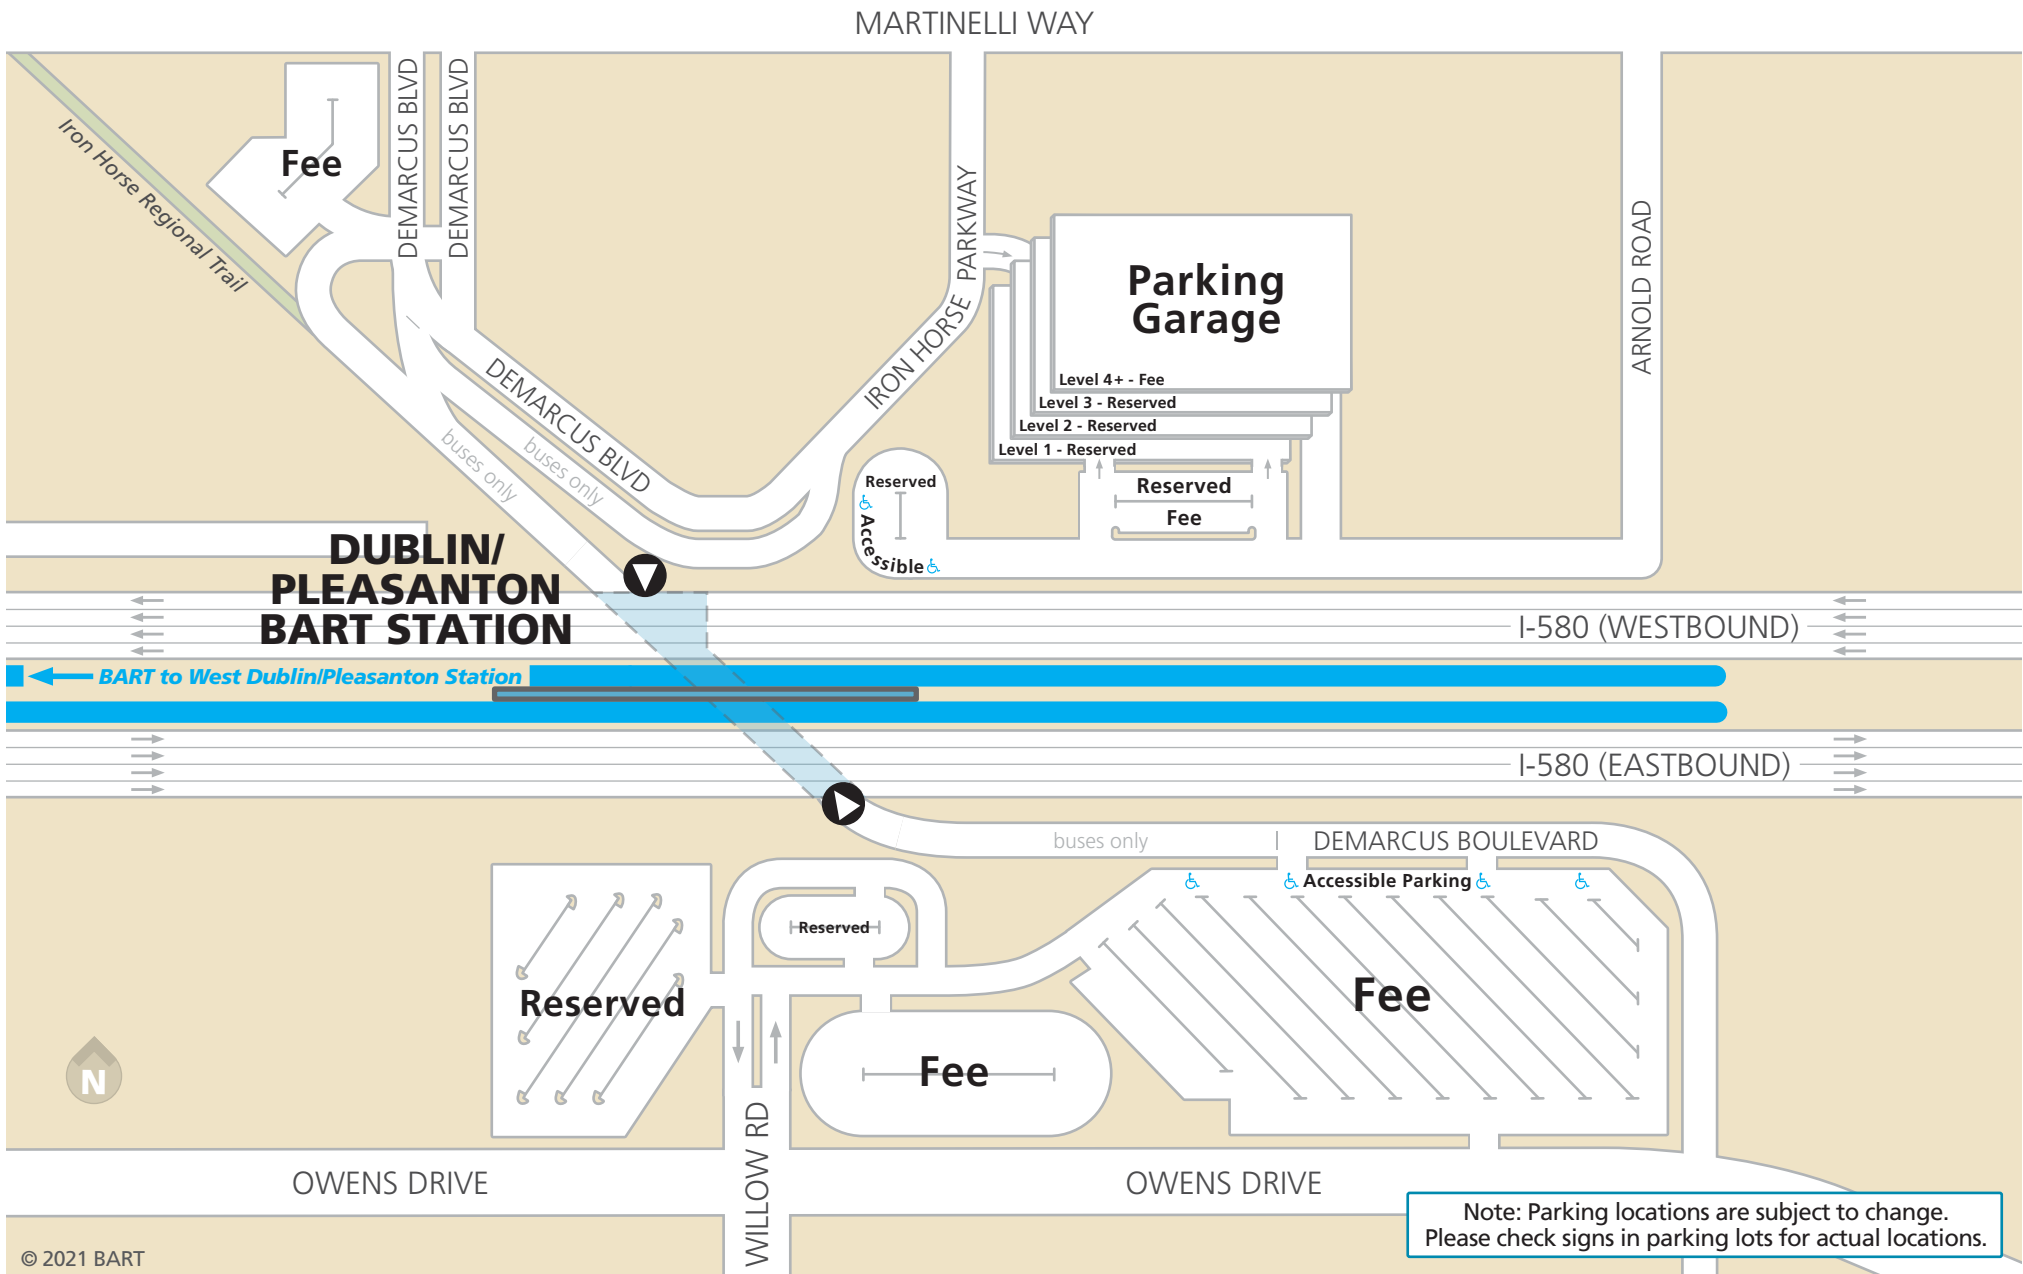 MARTINELLI WAY
DEMARCUS BLVD
DEMARCUS BLVD
Iron Horse Regional Trail
Fee
IRON HORSE PARKWAY
ARNOLD ROAD
Parking
Garage
Level 4+ - Fee
Level 3 - Reserved
Level 2 - Reserved
Level 1 - Reserved
DEMARCUS BLVD
buses only
buses only
Reserved
Accessible
Reserved
Fee
DUBLIN/
PLEASANTON
BART STATION
I-580 (WESTBOUND)
BART to West Dublin/Pleasanton Station
I-580 (EASTBOUND)
buses only
DEMARCUS BOULEVARD
Accessible Parking
Reserved
Reserved
Fee
Fee
N
WILLOW RD
OWENS DRIVE
OWENS DRIVE
Note: Parking locations are subject to change.
Please check signs in parking lots for actual locations.
© 2021 BART